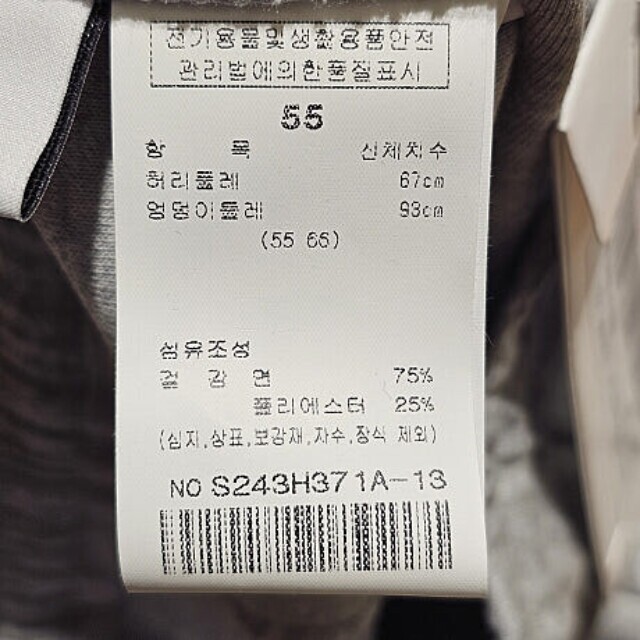 전기용품및생활용품안전
관리법에의한품질표시
55
항 목 신체치수
허리둘레 67cm
엉덩이둘레 93cm
(55 66)
섬유조성
겉 감 면 75%
폴리에스터 25%
(심지,상표,보강재,자수,장식 제외)
NO S243H371A-13